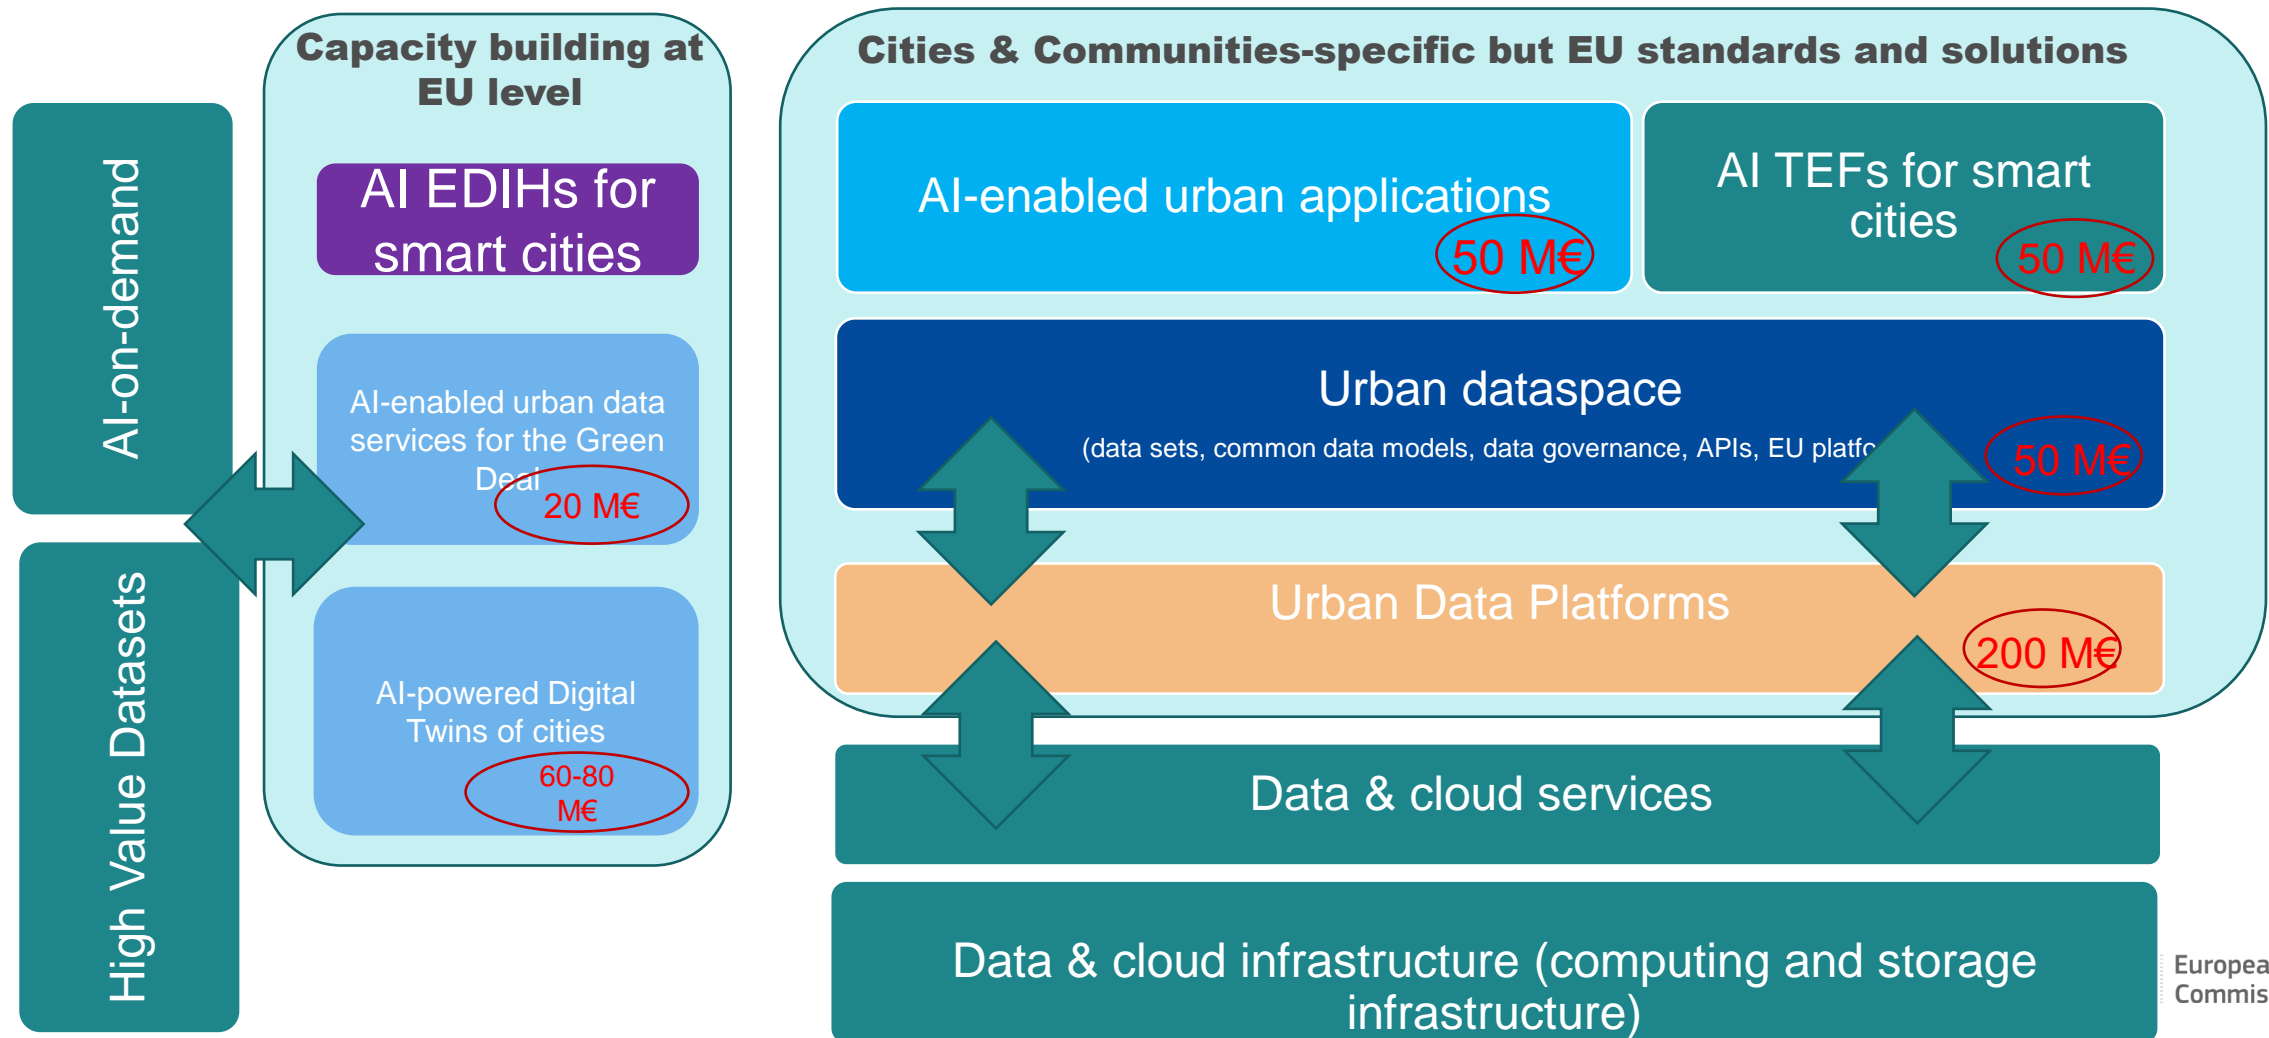 Capacity building at
EU level
AI-on-demand
High Value Datasets
AI EDIHs for
smart cities
AI-enabled urban data
services for the Green
Deal
20 M€
AI-powered Digital
Twins of cities
60-80
M€
Cities & Communities-specific but EU standards and solutions
AI-enabled urban applications
50 M€
AI TEFs for smart
cities
50 M€
Urban dataspace
(data sets, common data models, data governance, APIs, EU platfo
50 M€
Urban Data Platforms
200 M€
Data & cloud services
Data & cloud infrastructure (computing and storage
infrastructure)
Europea
Commis